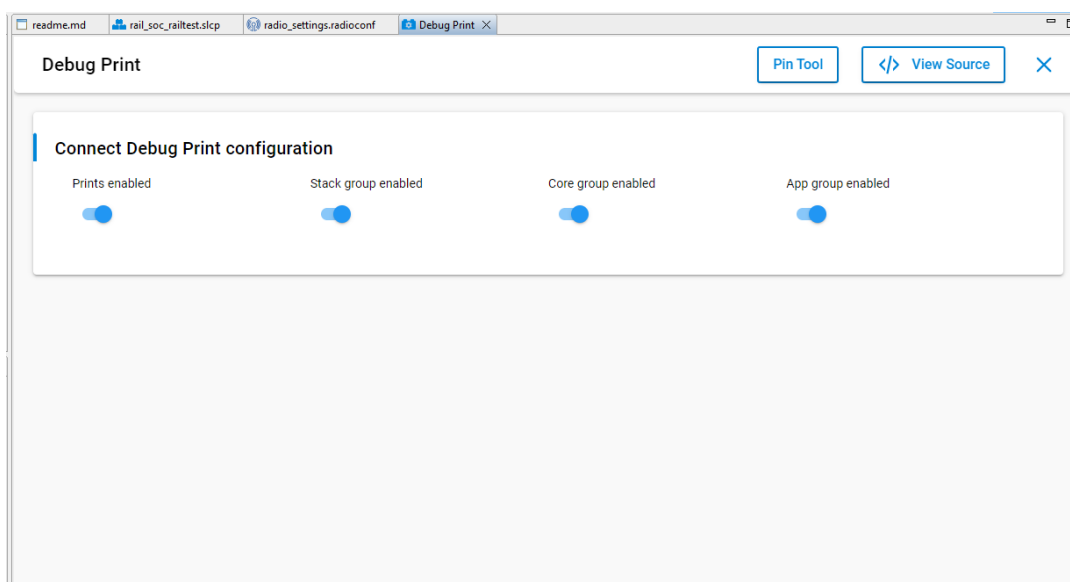 readme.md rail_soc_railtest.slcp radio_settings.radioconf Debug Print
Debug Print Pin Tool </> View Source
Connect Debug Print configuration
Prints enabled Stack group enabled Core group enabled App group enabled